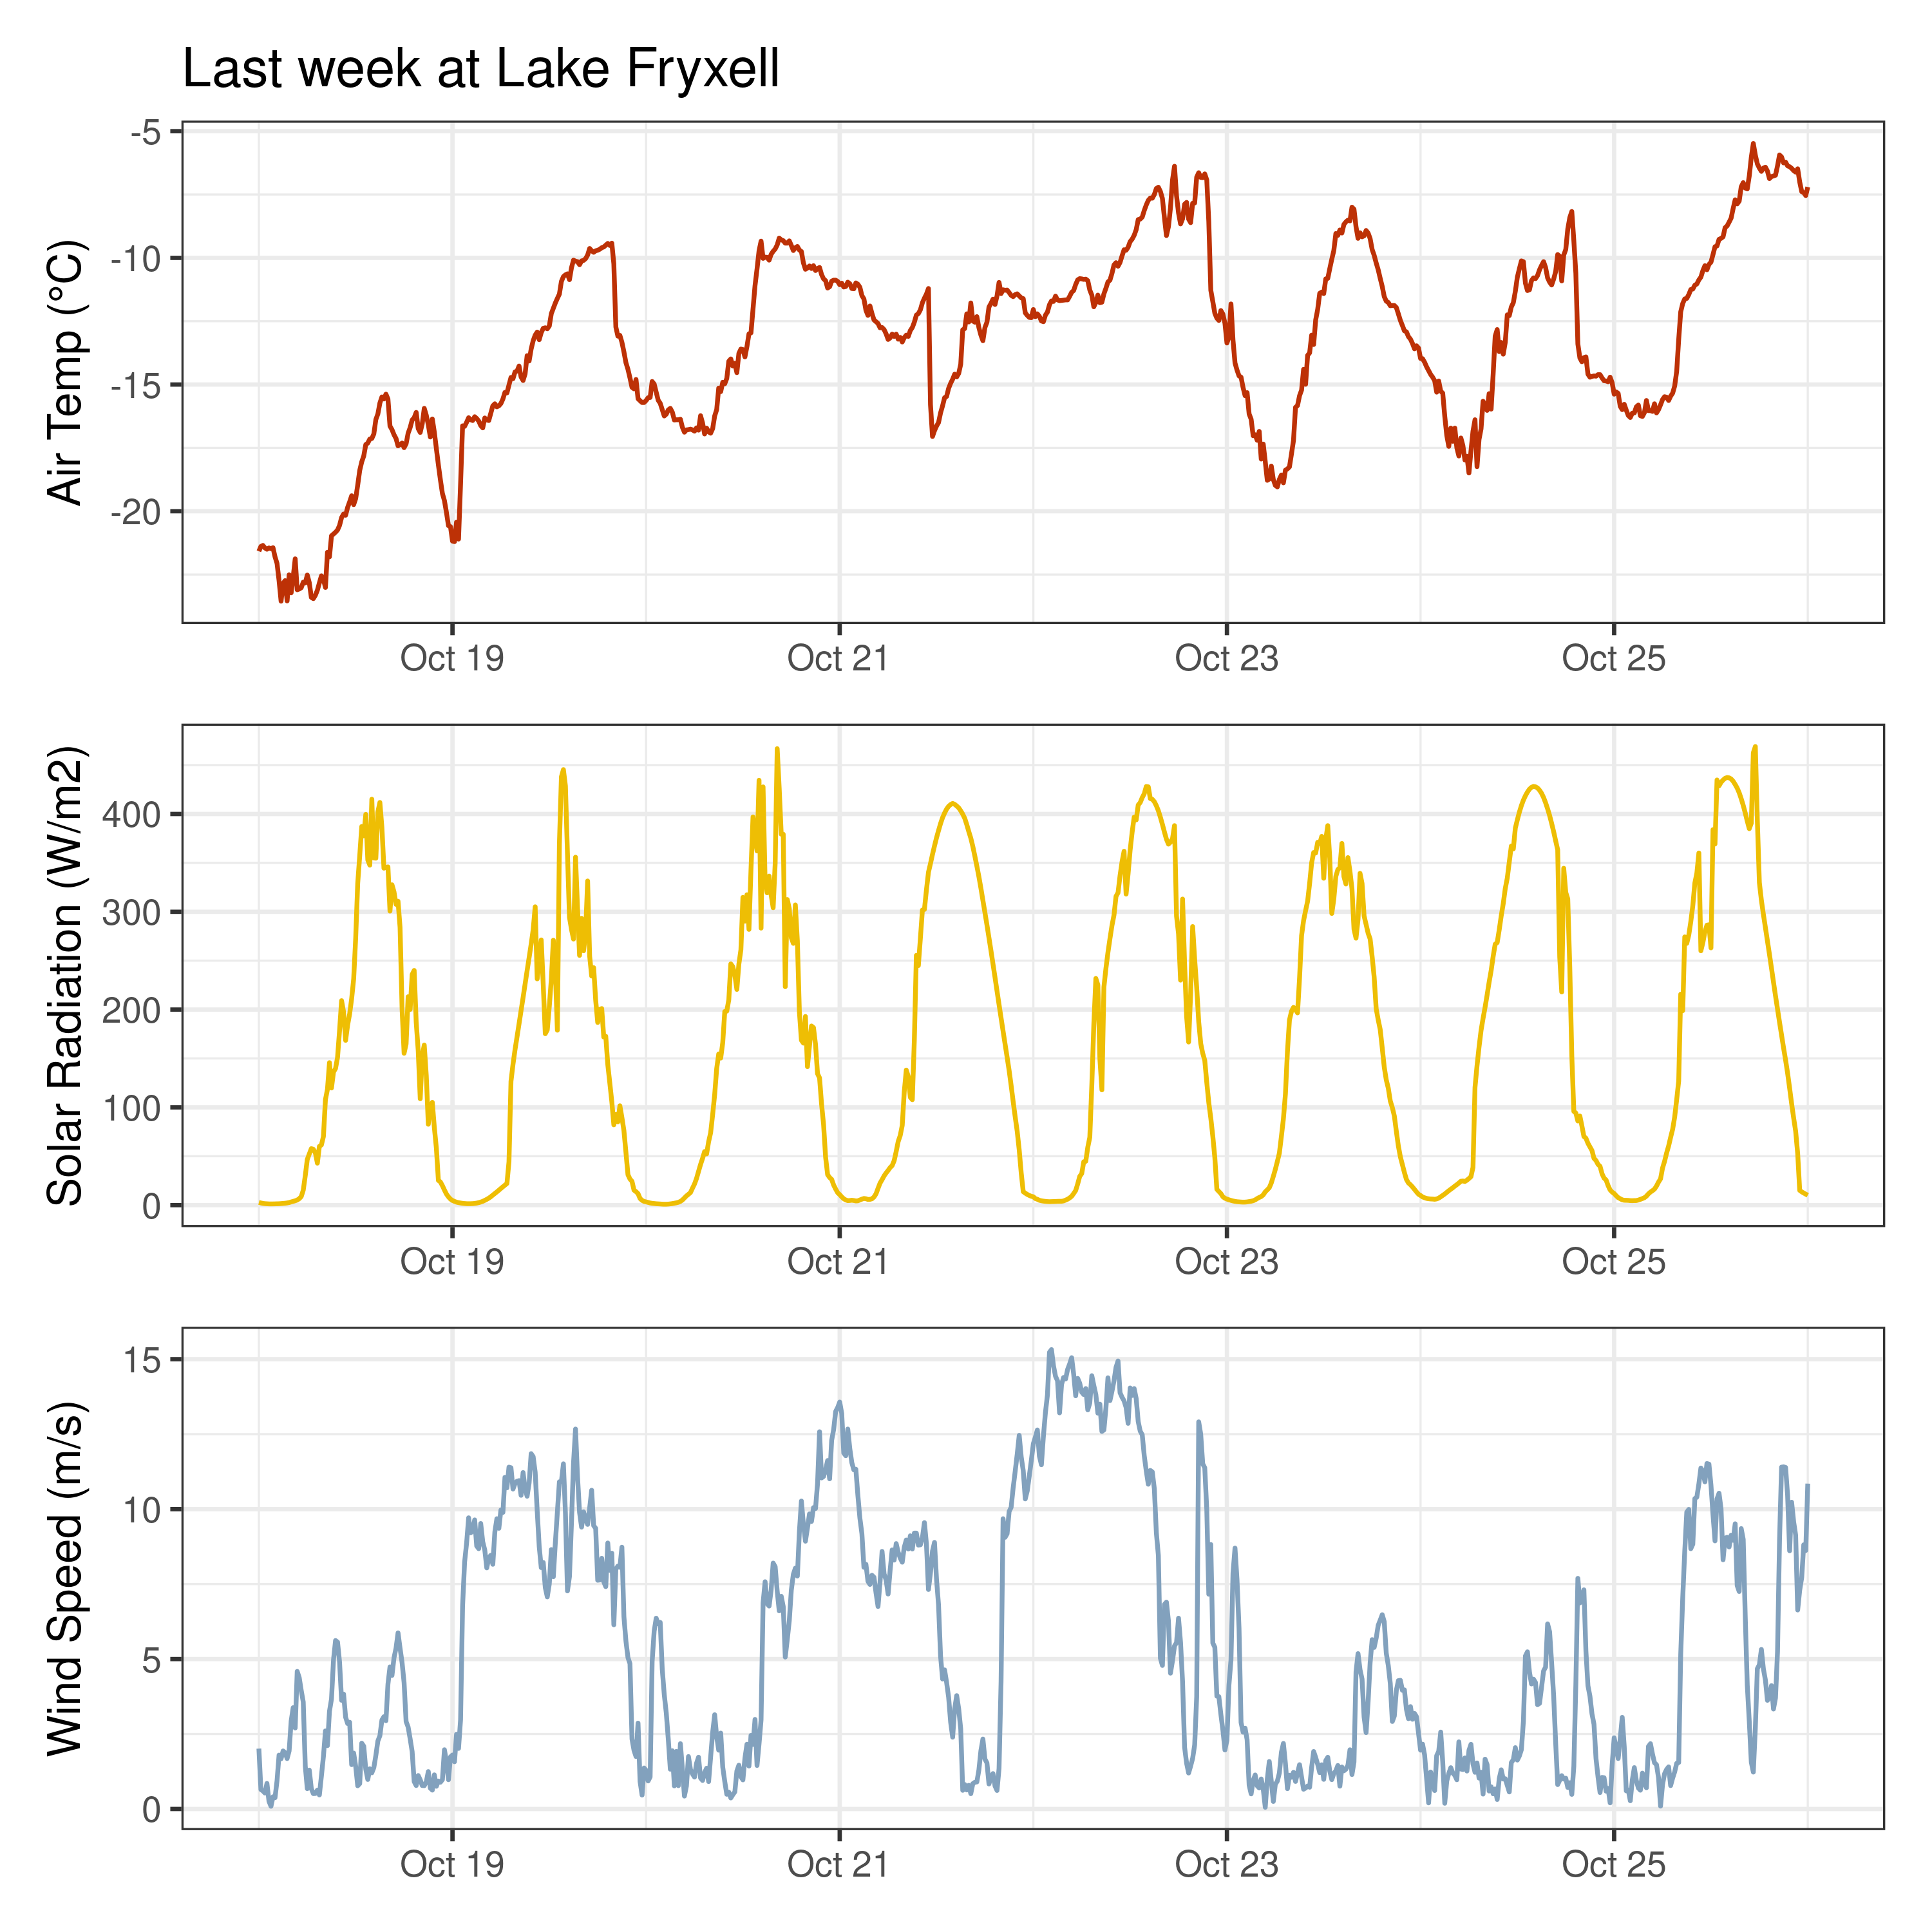 Last week at Lake Fryxell
Air Temp (°C)
-5
-10
-15
-20
Oct 19 Oct 21 Oct 23 Oct 25
Solar Radiation (W/m2)
400
300
200
100
0
Oct 19 Oct 21 Oct 23 Oct 25
Wind Speed (m/s)
15
10
5
0
Oct 19 Oct 21 Oct 23 Oct 25